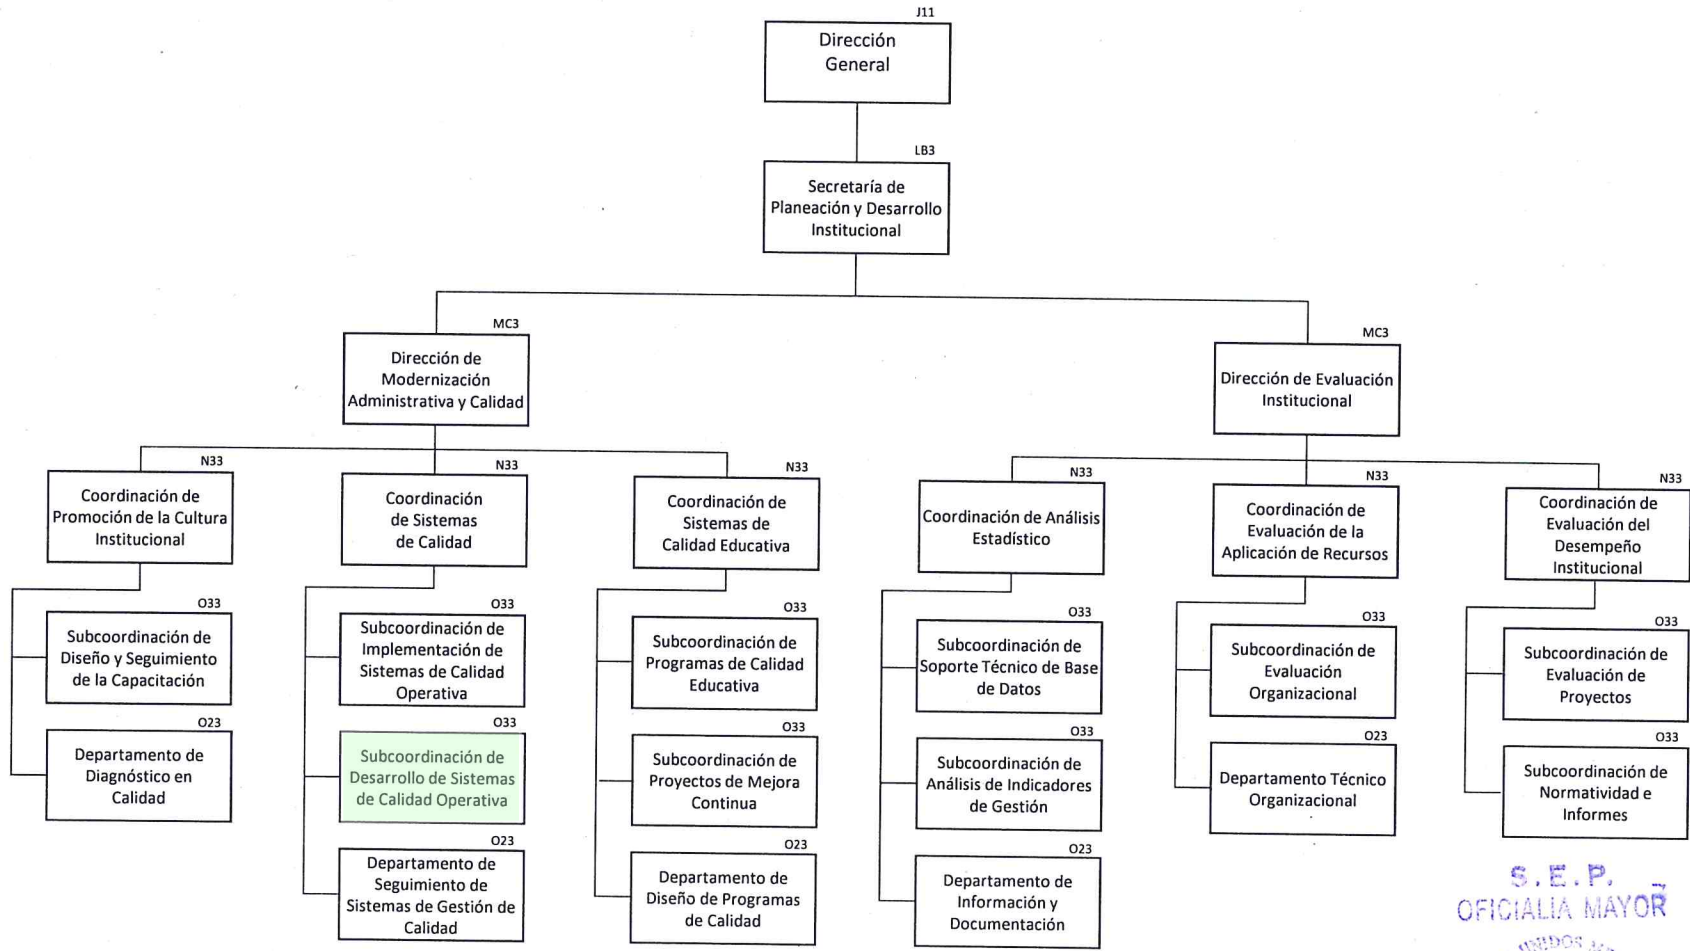 J11
Dirección
General
LB3
Secretaría de
Planeación y Desarrollo
Institucional
MC3
Dirección de
Modernización
Administrativa y Calidad
MC3
Dirección de Evaluación
Institucional
N33
Coordinación de
Promoción de la Cultura
Institucional
N33
Coordinación
de Sistemas
de Calidad
N33
Coordinación de
Sistemas de
Calidad Educativa
N33
Coordinación de Análisis
Estadístico
N33
Coordinación de
Evaluación de la
Aplicación de Recursos
N33
Coordinación de
Evaluación del
Desempeño
Institucional
O33
Subcoordinación de
Diseño y Seguimiento
de la Capacitación
O23
Departamento de
Diagnóstico en
Calidad
O33
Subcoordinación de
Implementación de
Sistemas de Calidad
Operativa
O33
Subcoordinación de
Desarrollo de Sistemas
de Calidad Operativa
O23
Departamento de
Seguimiento de
Sistemas de Gestión de
Calidad
O33
Subcoordinación de
Programas de Calidad
Educativa
O33
Subcoordinación de
Proyectos de Mejora
Continua
O23
Departamento de
Diseño de Programas
de Calidad
O33
Subcoordinación de
Soporte Técnico de Base
de Datos
O33
Subcoordinación de
Análisis de Indicadores
de Gestión
O23
Departamento de
Información y
Documentación
O33
Subcoordinación de
Evaluación
Organizacional
O23
Departamento Técnico
Organizacional
O33
Subcoordinación de
Evaluación de
Proyectos
O33
Subcoordinación de
Normatividad e
Informes
S.E.P.
OFICIALIA MAYOR